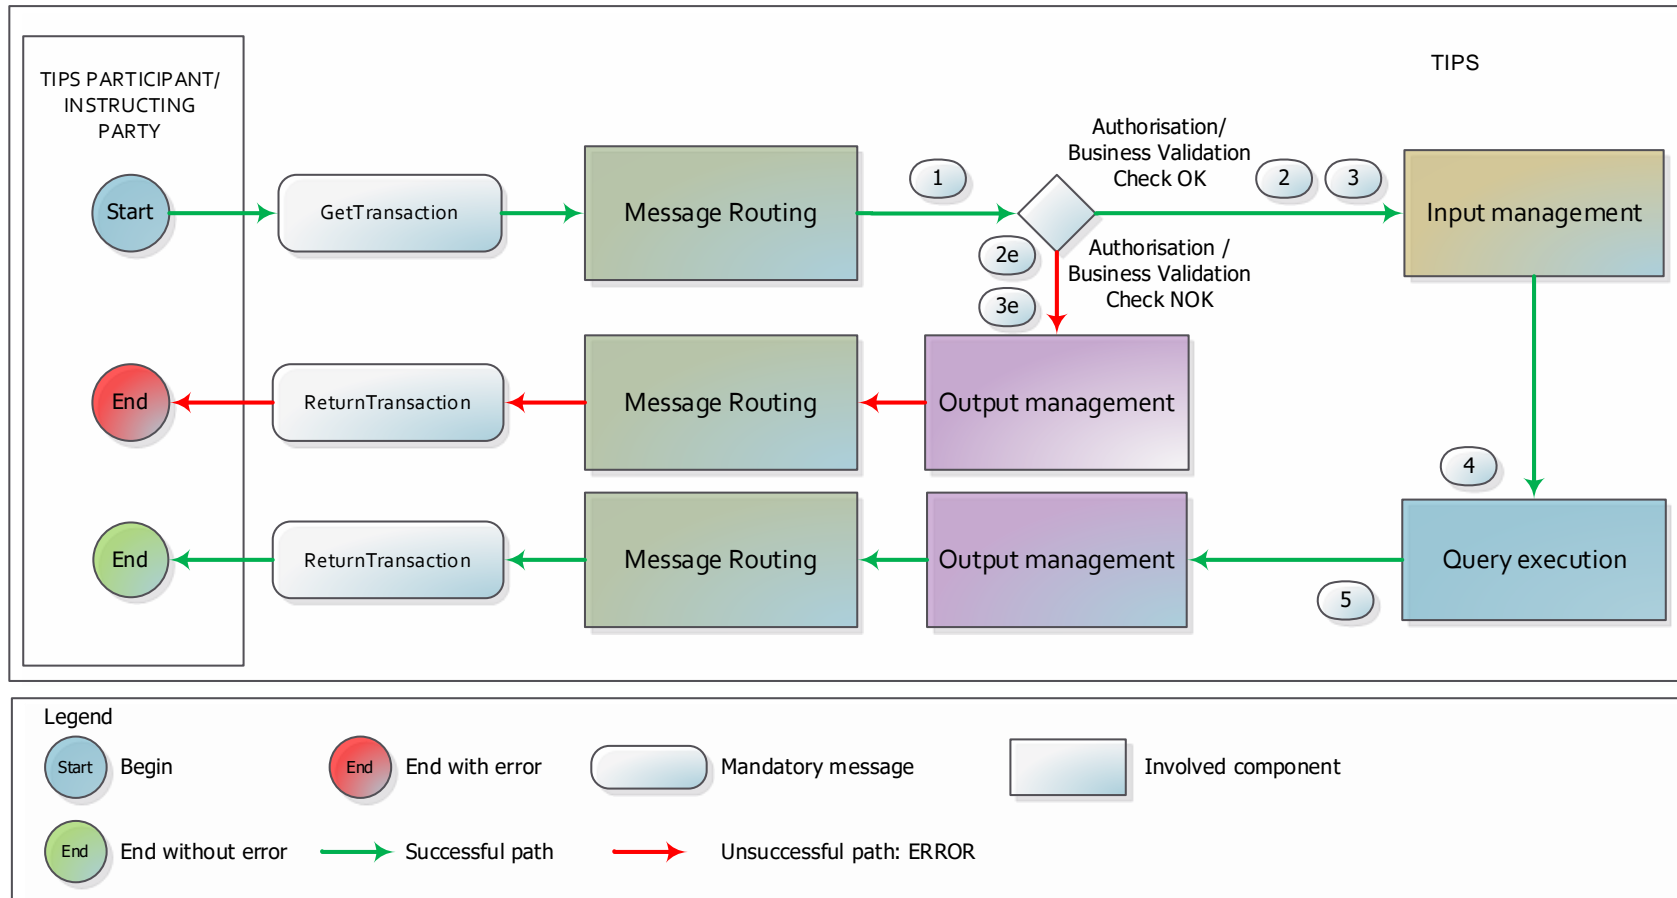 TIPS
TIPS PARTICIPANT/
INSTRUCTING
PARTY
Start
GetTransaction
Message Routing
1
Authorisation/
Business Validation
Check OK
2
3
Input management
2e
3e
Authorisation /
Business Validation
Check NOK
End
ReturnTransaction
Message Routing
Output management
4
End
ReturnTransaction
Message Routing
Output management
5
Query execution
Legend
Start
Begin
End
End with error
Mandatory message
Involved component
End
End without error
Successful path
Unsuccessful path: ERROR